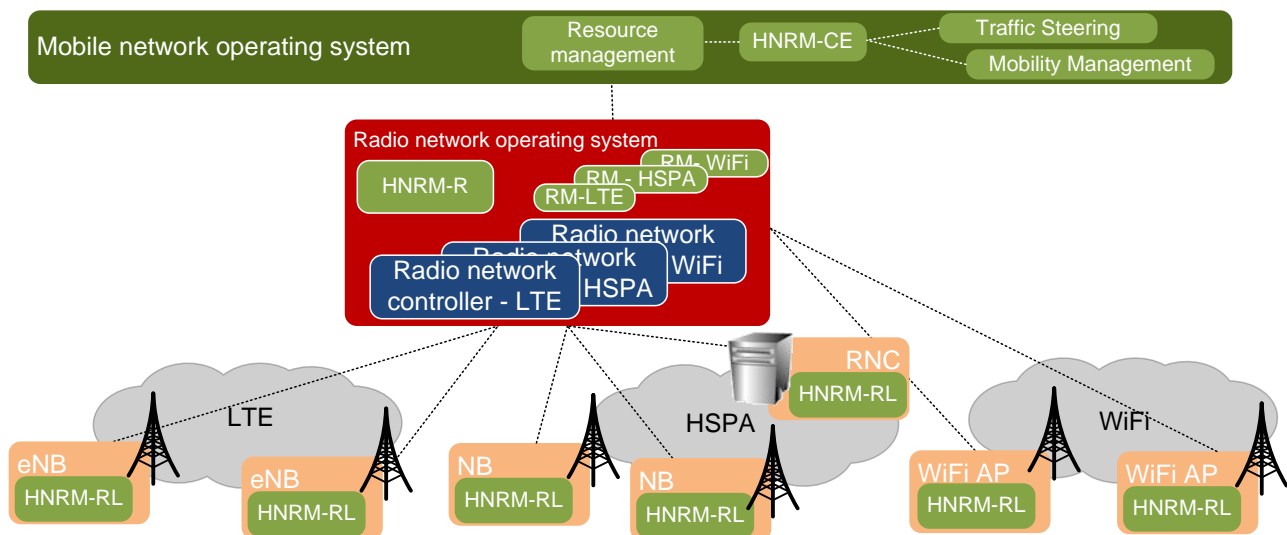 Mobile network operating system
Resource
management
HNRM-CE
Traffic Steering
Mobility Management
Radio network operating system
HNRM-R
RM- WiFi
RM - HSPA
RM-LTE
Radio network
WiFi
Radio network
HSPA
Radio network
controller - LTE
LTE
eNB
HNRM-RL
eNB
HNRM-RL
HSPA
RNC
HNRM-RL
NB
HNRM-RL
NB
HNRM-RL
WiFi
WiFi AP
HNRM-RL
WiFi AP
HNRM-RL